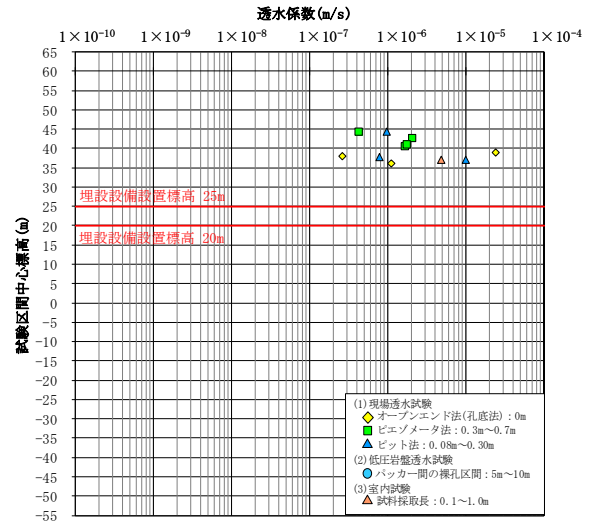 透水係数(m/s)
1×10⁻¹⁰ 1×10⁻⁹ 1×10⁻⁸ 1×10⁻⁷ 1×10⁻⁶ 1×10⁻⁵ 1×10⁻⁴
試験区間中心標高(m)
65
60
55
50
45
40
35
30
25
20
15
10
5
0
-5
-10
-15
-20
-25
-30
-35
-40
-45
-50
-55
埋設設備設置標高 25m
埋設設備設置標高 20m
(1)現場透水試験
オープンエンド法(孔底法)：0m
ピエゾメータ法：0.3m～0.7m
ピット法：0.08m～0.30m
(2)低圧岩盤透水試験
パッカー間の裸孔区間：5m～10m
(3)室内試験
試料採取長：0.1～1.0m